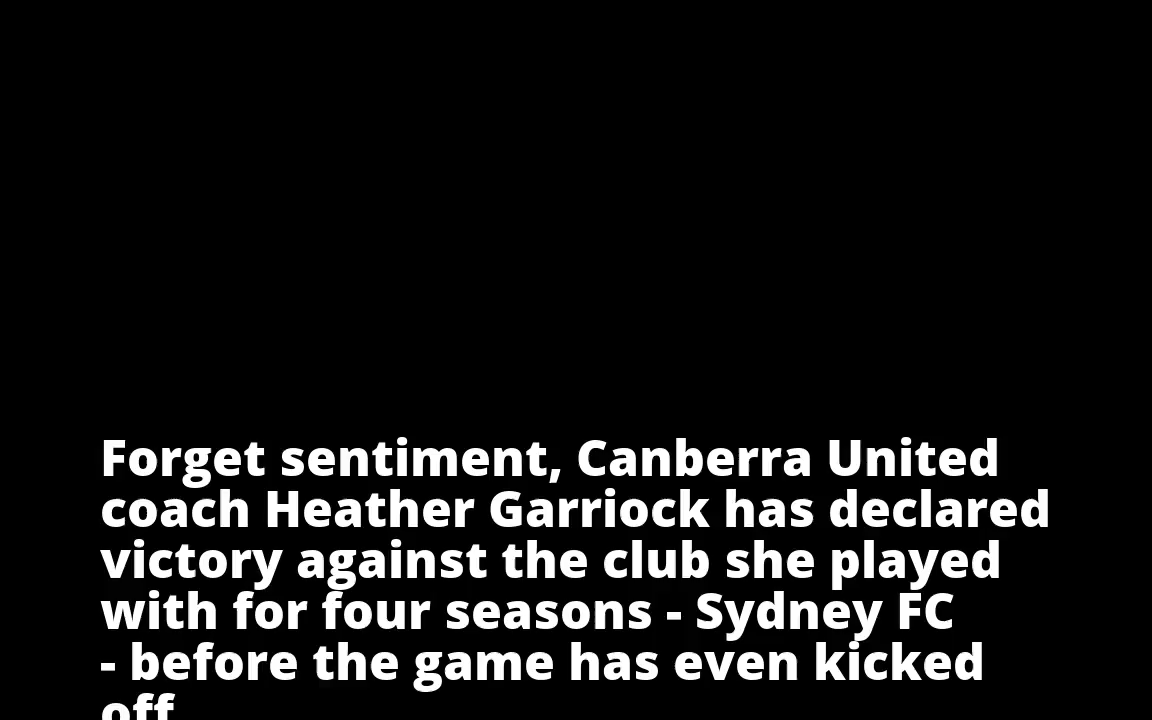 Forget sentiment, Canberra United
coach Heather Garriock has declared
victory against the club she played
with for four seasons - Sydney FC
- before the game has even kicked
off